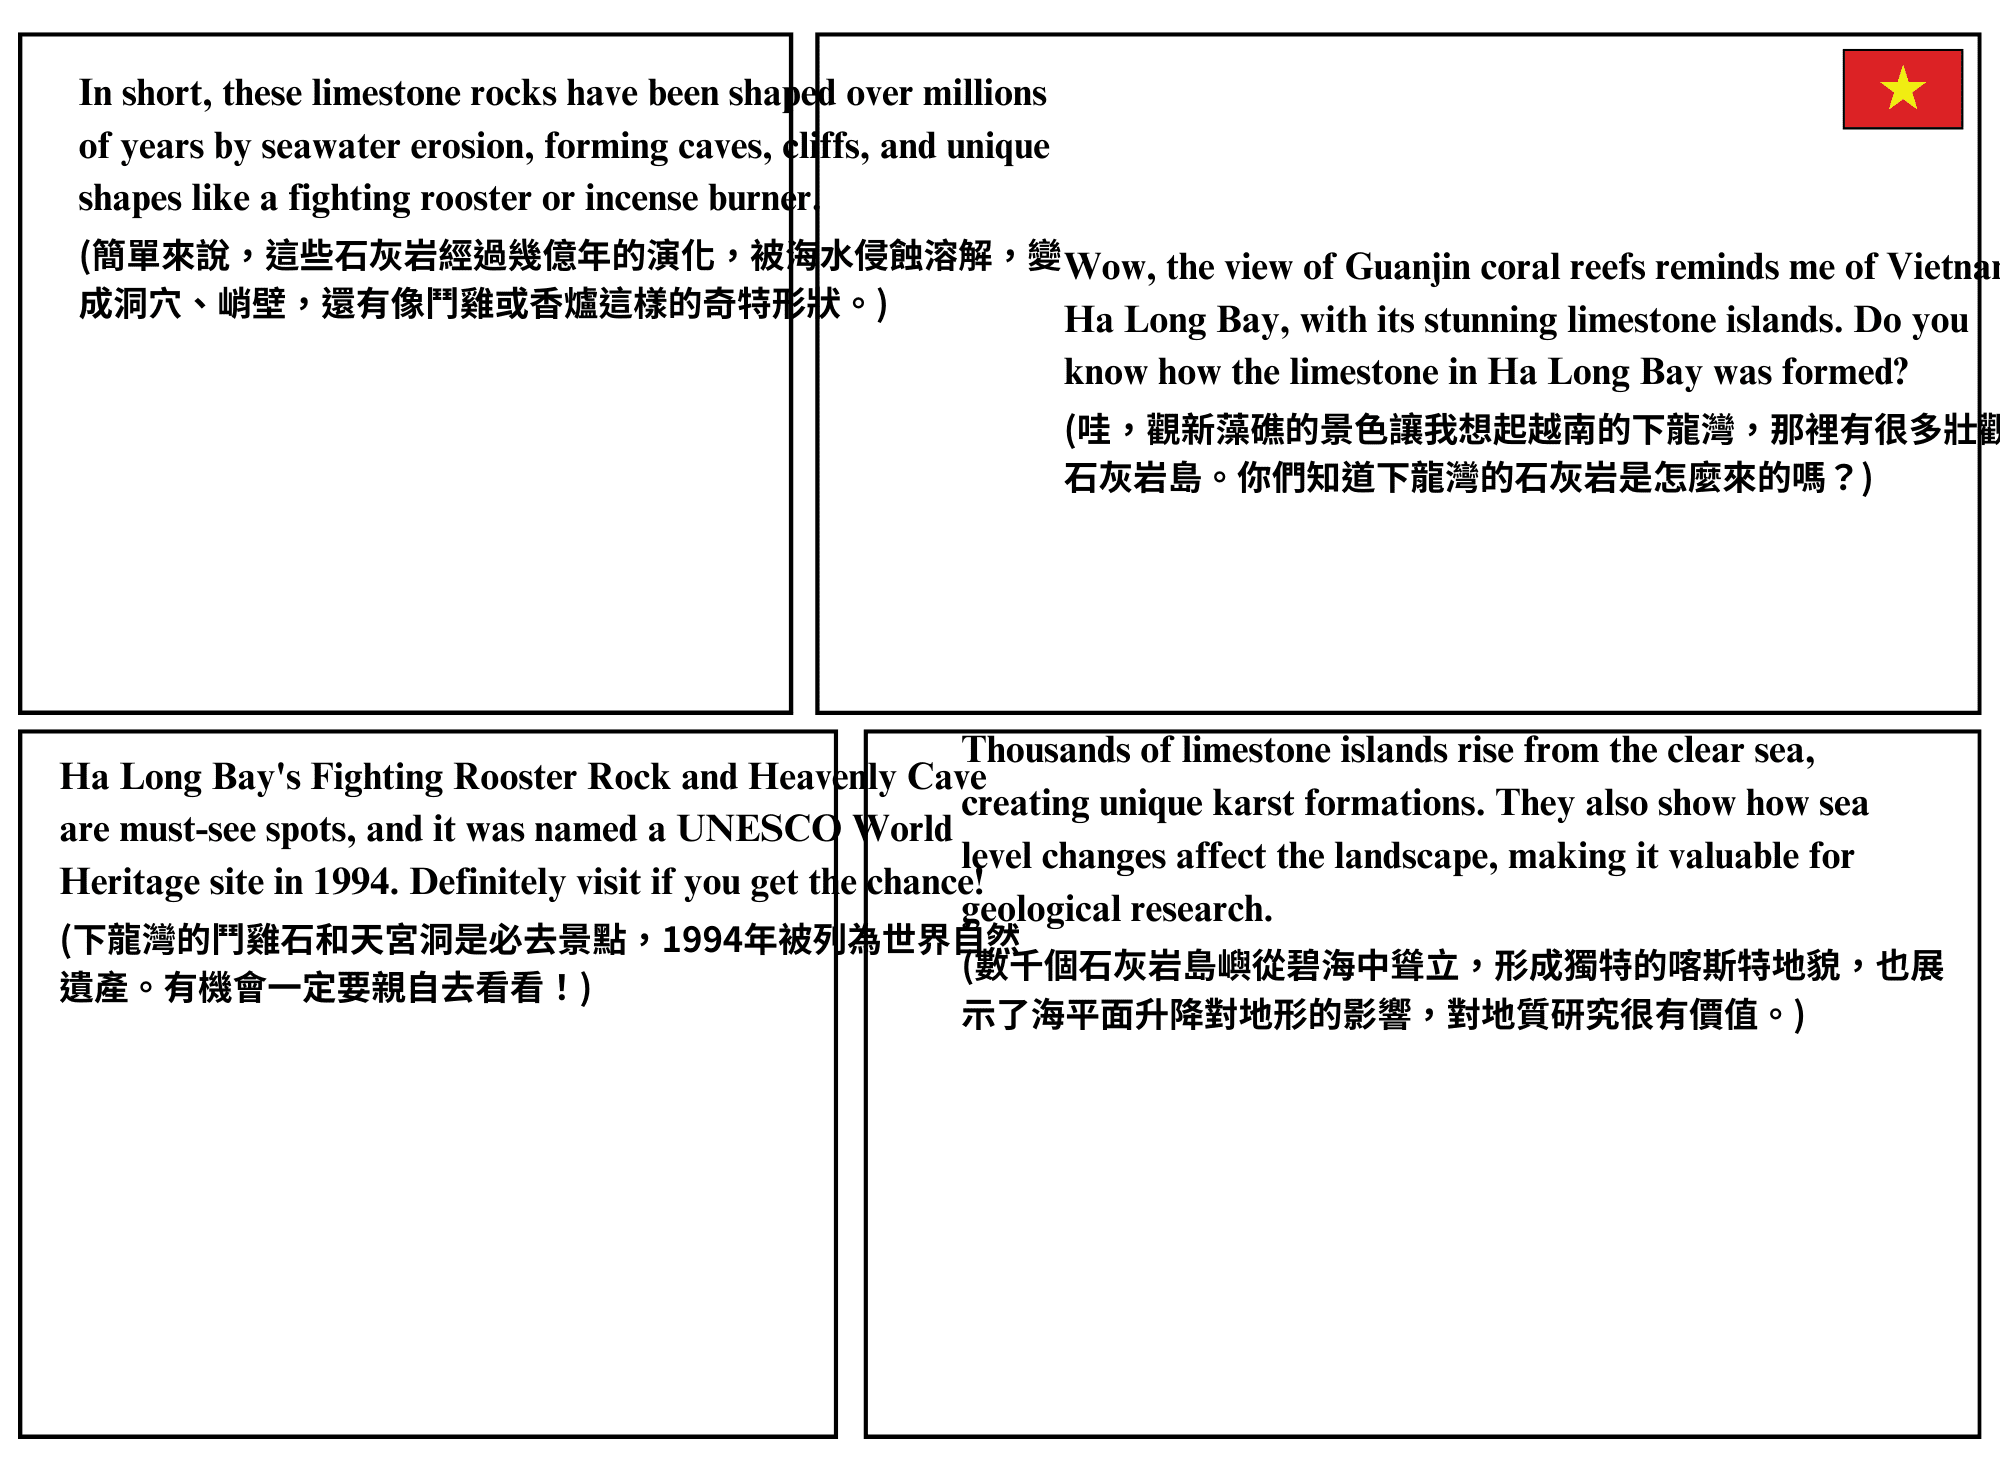 In short, these limestone rocks have been shaped over millions
of years by seawater erosion, forming caves, cliffs, and unique
shapes like a fighting rooster or incense burner.
(簡單來說，這些石灰岩經過幾億年的演化，被海水侵蝕溶解，變
成洞穴、峭壁，還有像鬥雞或香爐這樣的奇特形狀。)
Wow, the view of Guanjin coral reefs reminds me of Vietnam
Ha Long Bay, with its stunning limestone islands. Do you
know how the limestone in Ha Long Bay was formed?
(哇，觀新藻礁的景色讓我想起越南的下龍灣，那裡有很多壯觀
石灰岩島。你們知道下龍灣的石灰岩是怎麼來的嗎？)
Ha Long Bay's Fighting Rooster Rock and Heavenly Cave
are must-see spots, and it was named a UNESCO World
Heritage site in 1994. Definitely visit if you get the chance!
(下龍灣的鬥雞石和天宮洞是必去景點，1994年被列為世界自然
遺產。有機會一定要親自去看看！)
Thousands of limestone islands rise from the clear sea,
creating unique karst formations. They also show how sea
level changes affect the landscape, making it valuable for
geological research.
(數千個石灰岩島嶼從碧海中聳立，形成獨特的喀斯特地貌，也展
示了海平面升降對地形的影響，對地質研究很有價值。)